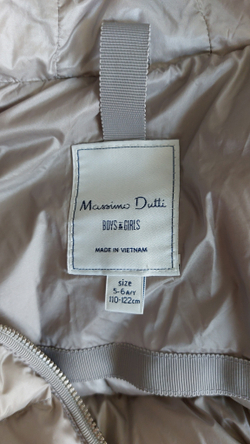 Massimo Dutti
BOYS & GIRLS
MADE IN VIETNAM
size
5-6 A/Y
110-122cm